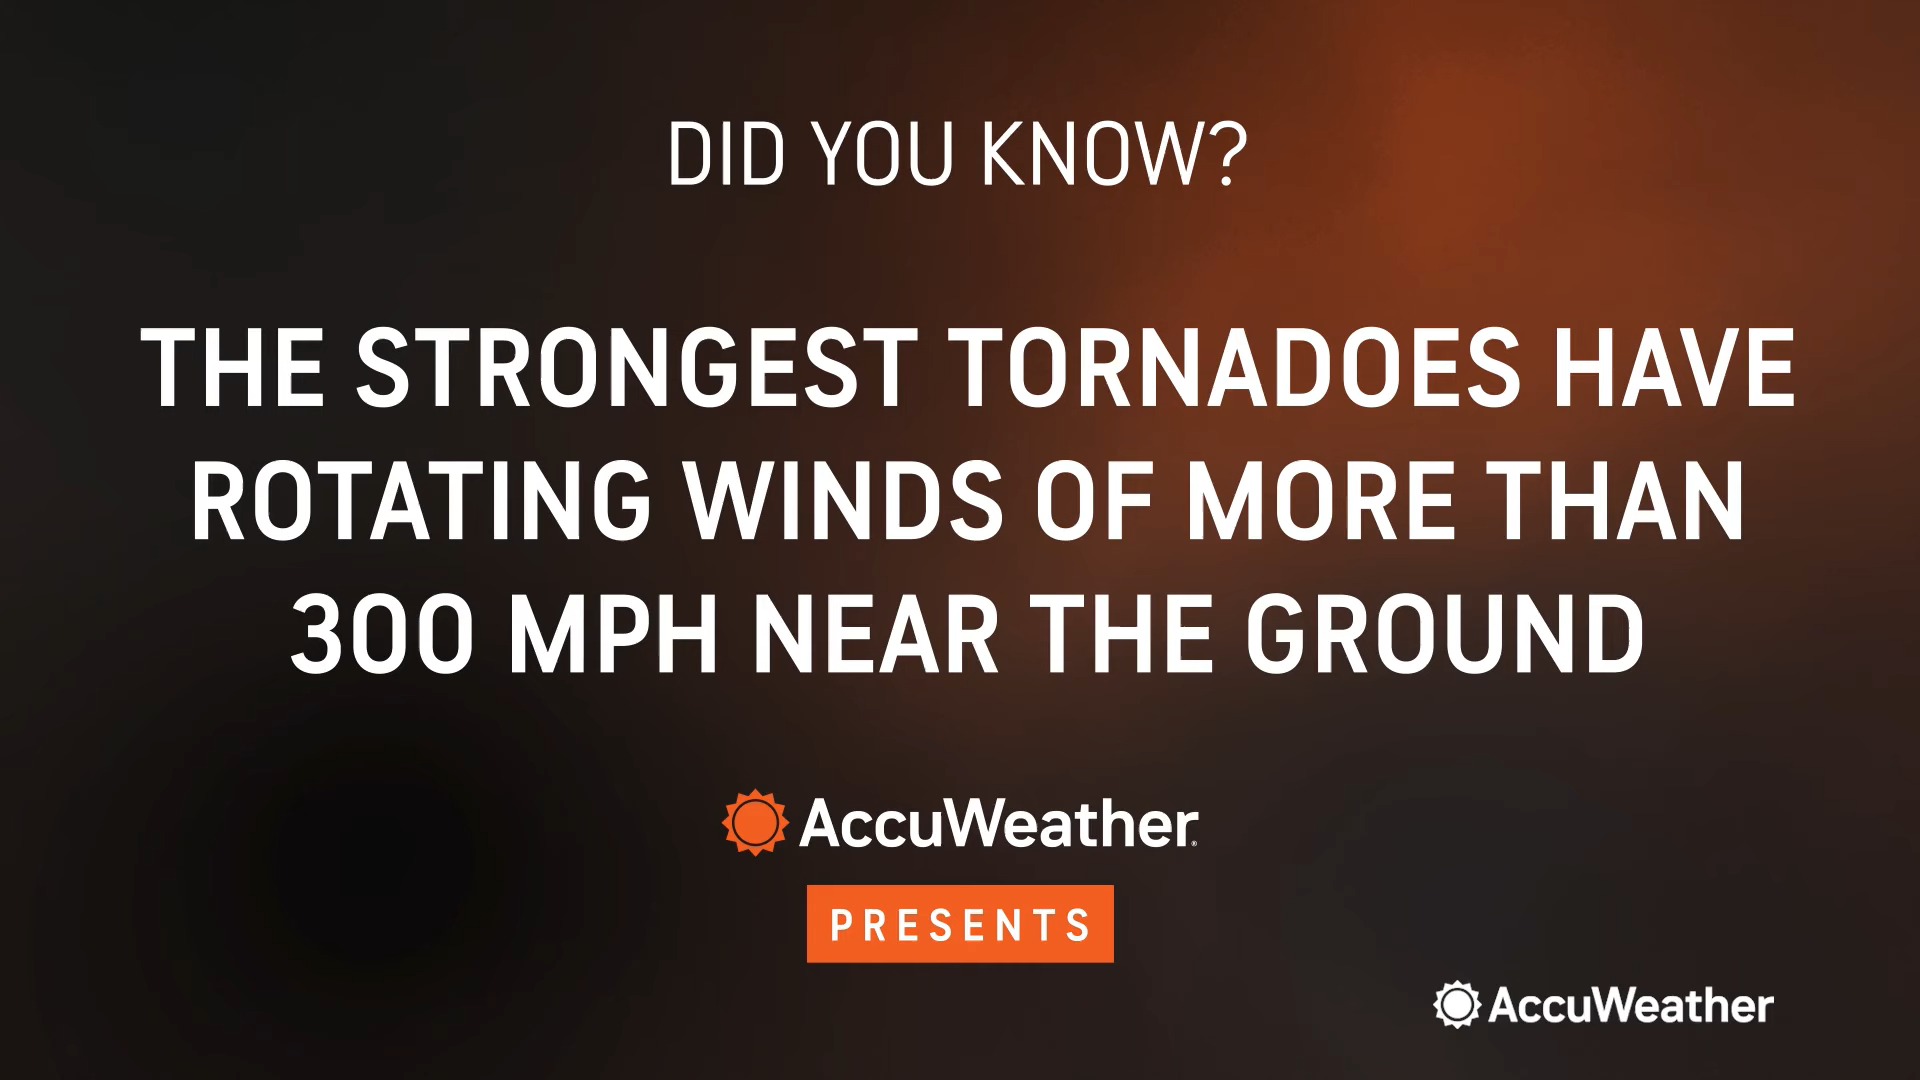 DID YOU KNOW?
THE STRONGEST TORNADOES HAVE
ROTATING WINDS OF MORE THAN
300 MPH NEAR THE GROUND
AccuWeather®
PRESENTS
AccuWeather